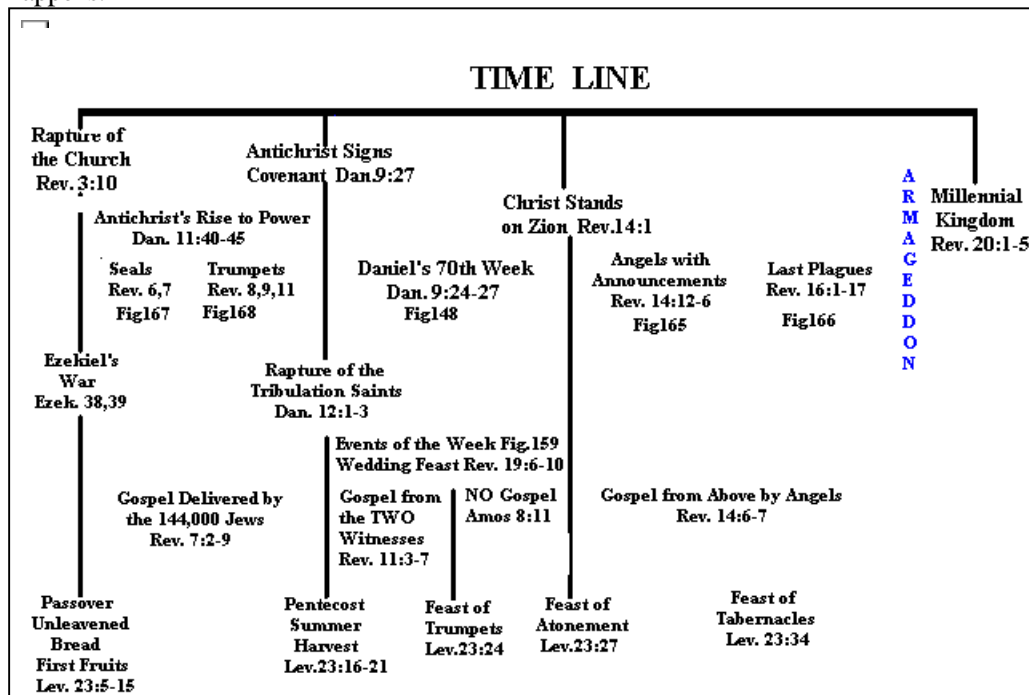 TIME LINE
Rapture of
the Church
Rev. 3:10
Antichrist Signs
Covenant Dan.9:27
Christ Stands
on Zion Rev.14:1
A
R
M
A
G
E
D
D
O
N
Millennial
Kingdom
Rev. 20:1-5
Antichrist's Rise to Power
Dan. 11:40-45
Seals
Rev. 6,7
Fig167
Trumpets
Rev. 8,9,11
Fig168
Daniel's 70th Week
Dan. 9:24-27
Fig148
Angels with
Announcements
Rev. 14:12-6
Fig165
Last Plagues
Rev. 16:1-17
Fig166
Ezekiel's
War
Ezek. 38,39
Rapture of the
Tribulation Saints
Dan. 12:1-3
Events of the Week Fig.159
Wedding Feast Rev. 19:6-10
Gospel Delivered by
the 144,000 Jews
Rev. 7:2-9
Gospel from
the TWO
Witnesses
Rev. 11:3-7
NO Gospel
Amos 8:11
Gospel from Above by Angels
Rev. 14:6-7
Passover
Unleavened
Bread
First Fruits
Lev. 23:5-15
Pentecost
Summer
Harvest
Lev.23:16-21
Feast of
Trumpets
Lev.23:24
Feast of
Atonement
Lev.23:27
Feast of
Tabernacles
Lev. 23:34